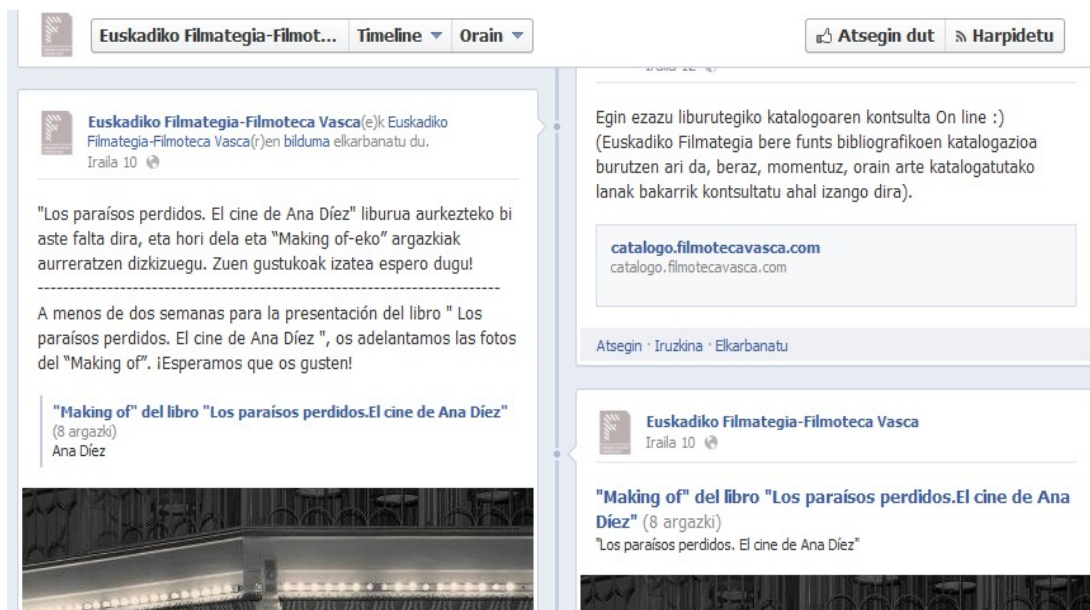 Euskadiko Filmategia-Filmot... Timeline Orain
Atsegin dut Harpidetu
Euskadiko Filmategia-Filmoteca Vasca(e)k Euskadiko
Filmategia-Filmoteca Vasca(r)en bilduma elkarbanatu du.
Iraila 10
"Los paraísos perdidos. El cine de Ana Díez" liburua aurkezteko bi
aste falta dira, eta hori dela eta “Making of-eko” argazkiak
aurreratzen dizkizuegu. Zuen gustukoak izatea espero dugu!
--------------------------------------------------------------------------
A menos de dos semanas para la presentación del libro " Los
paraísos perdidos. El cine de Ana Díez ", os adelantamos las fotos
del “Making of”. ¡Esperamos que os gusten!
"Making of" del libro "Los paraísos perdidos.El cine de Ana Díez"
(8 argazki)
Ana Díez
Iraila 12
Egin ezazu liburutegiko katalogoaren kontsulta On line :)
(Euskadiko Filmategia bere funts bibliografikoen katalogazioa
burutzen ari da, beraz, momentuz, orain arte katalogatutako
lanak bakarrik kontsultatu ahal izango dira).
catalogo.filmotecavasca.com
catalogo.filmotecavasca.com
Atsegin · Iruzkina · Elkarbanatu
Euskadiko Filmategia-Filmoteca Vasca
Iraila 10
"Making of" del libro "Los paraísos perdidos.El cine de Ana
Díez" (8 argazki)
"Los paraísos perdidos. El cine de Ana Díez"